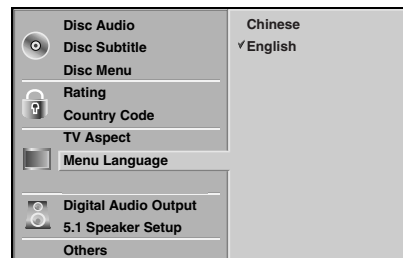 Disc Audio
Disc Subtitle
Disc Menu
Rating
Country Code
TV Aspect
Menu Language
Digital Audio Output
5.1 Speaker Setup
Others
Chinese
✓English